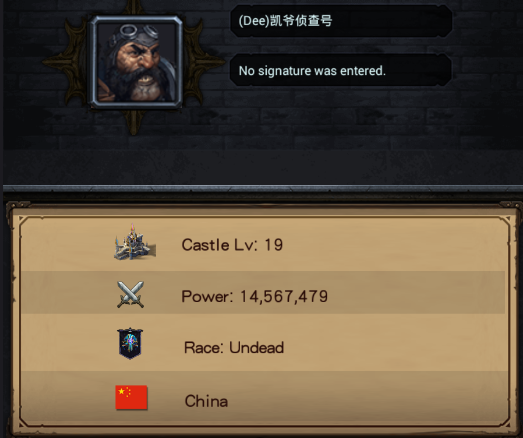 (Dee)凯爷侦查号
No signature was entered.
Castle Lv: 19
Power: 14,567,479
Race: Undead
China